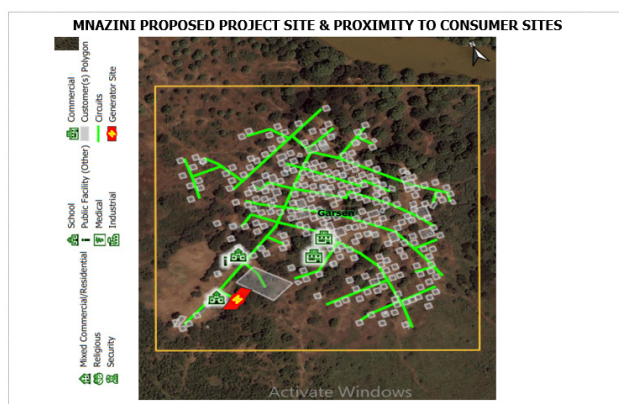 MNAZINI PROPOSED PROJECT SITE & PROXIMITY TO CONSUMER SITES
Mixed Commercial/Residential
Religious
Security
School
Public Facility (Other)
Medical
Industrial
Commercial
Customer(s) Polygon
Circuits
Generator Site
N
Garsen
Activate Windows